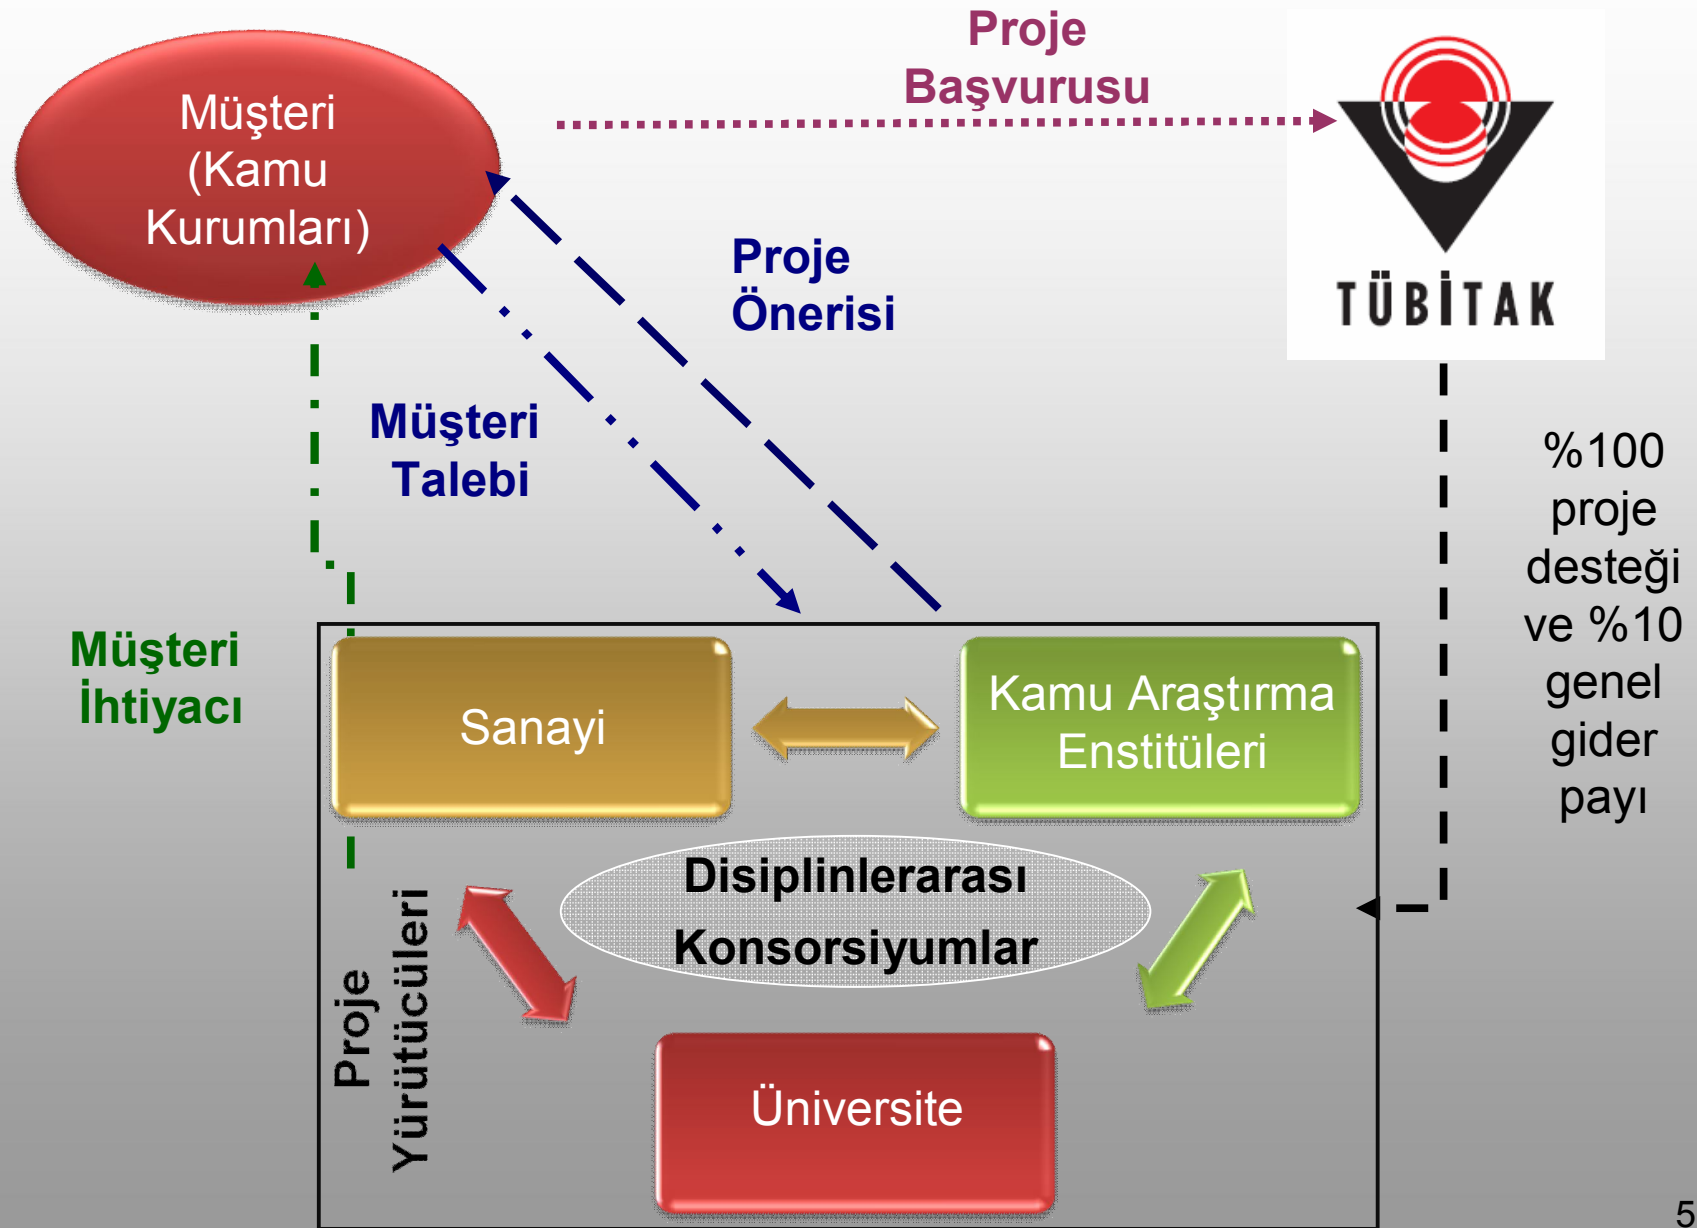 Proje
Başvurusu
Müşteri
(Kamu
Kurumları)
TÜBİTAK
Proje
Önerisi
Müşteri
Talebi
%100
proje
desteği
ve %10
genel
gider
payı
Müşteri
İhtiyacı
Sanayi
Kamu Araştırma
Enstitüleri
Disiplinlerarası
Konsorsiyumlar
Proje
Yürütücüleri
Üniversite
5